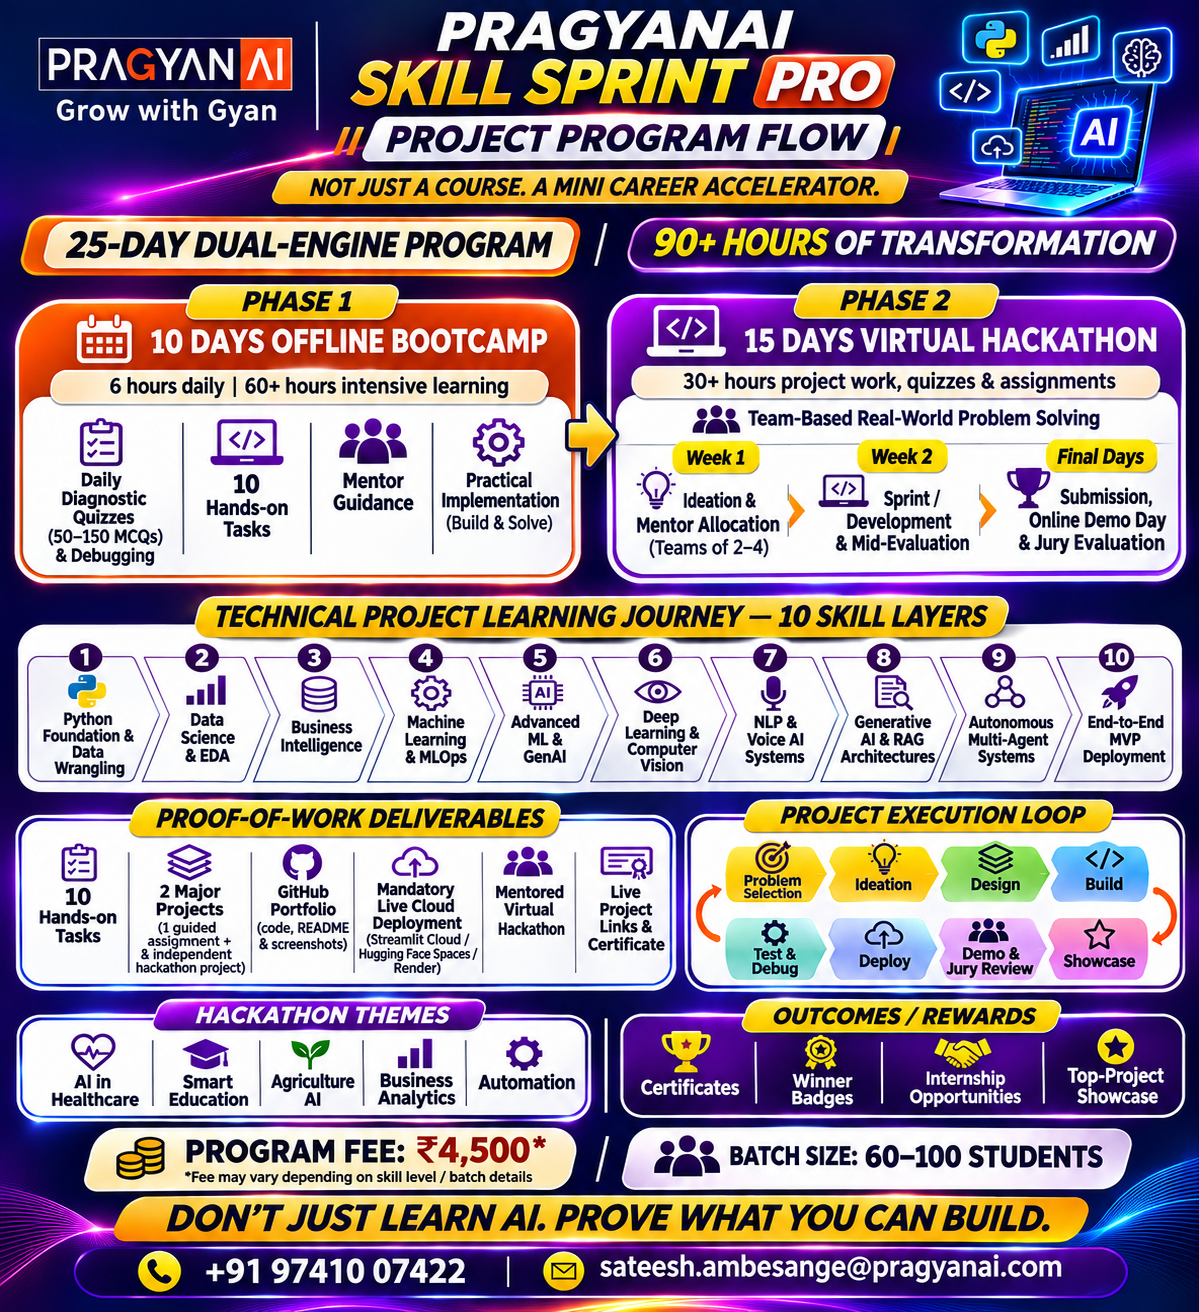 PRAGYAN AI
Grow with Gyan
PRAGYANAI
SKILL SPRINT PRO
PROJECT PROGRAM FLOW
NOT JUST A COURSE. A MINI CAREER ACCELERATOR.
</>
AI
25-DAY DUAL-ENGINE PROGRAM / 90+ HOURS OF TRANSFORMATION
PHASE 1
10 DAYS OFFLINE BOOTCAMP
6 hours daily | 60+ hours intensive learning
Daily
Diagnostic
Quizzes
(50–150 MCQs)
& Debugging
</>
10
Hands-on
Tasks
Mentor
Guidance
Practical
Implementation
(Build & Solve)
PHASE 2
</>
15 DAYS VIRTUAL HACKATHON
30+ hours project work, quizzes & assignments
Team-Based Real-World Problem Solving
Week 1
Ideation &
Mentor Allocation
(Teams of 2–4)
Week 2
</>
Sprint /
Development
& Mid-Evaluation
Final Days
Submission,
Online Demo Day
& Jury Evaluation
TECHNICAL PROJECT LEARNING JOURNEY — 10 SKILL LAYERS
1
Python
Foundation &
Data
Wrangling
2
Data
Science
& EDA
3
Business
Intelligence
4
Machine
Learning
& MLOps
5
AI
Advanced
ML &
GenAI
6
Deep
Learning &
Computer
Vision
7
NLP &
Voice AI
Systems
8
Generative
AI & RAG
Architectures
9
Autonomous
Multi-Agent
Systems
10
End-to-End
MVP
Deployment
PROOF-OF-WORK DELIVERABLES
10
Hands-on
Tasks
2 Major
Projects
(1 guided
assignment +
& independent
hackathon project)
GitHub
Portfolio
(code, README
& screenshots)
Mandatory
Live Cloud
Deployment
(Streamlit Cloud /
Hugging Face Spaces /
Render)
Mentored
Virtual
Hackathon
Live
Project
Links &
Certificate
PROJECT EXECUTION LOOP
Problem
Selection
Ideation
Design
</>
Build
Test &
Debug
Deploy
Demo &
Jury Review
Showcase
HACKATHON THEMES
AI in
Healthcare
Smart
Education
Agriculture
AI
Business
Analytics
Automation
OUTCOMES / REWARDS
Certificates
Winner
Badges
Internship
Opportunities
Top-Project
Showcase
PROGRAM FEE: ₹4,500*
*Fee may vary depending on skill level / batch details
/
BATCH SIZE: 60–100 STUDENTS
DON'T JUST LEARN AI. PROVE WHAT YOU CAN BUILD.
+91 97410 07422 | sateesh.ambesange@pragyanai.com